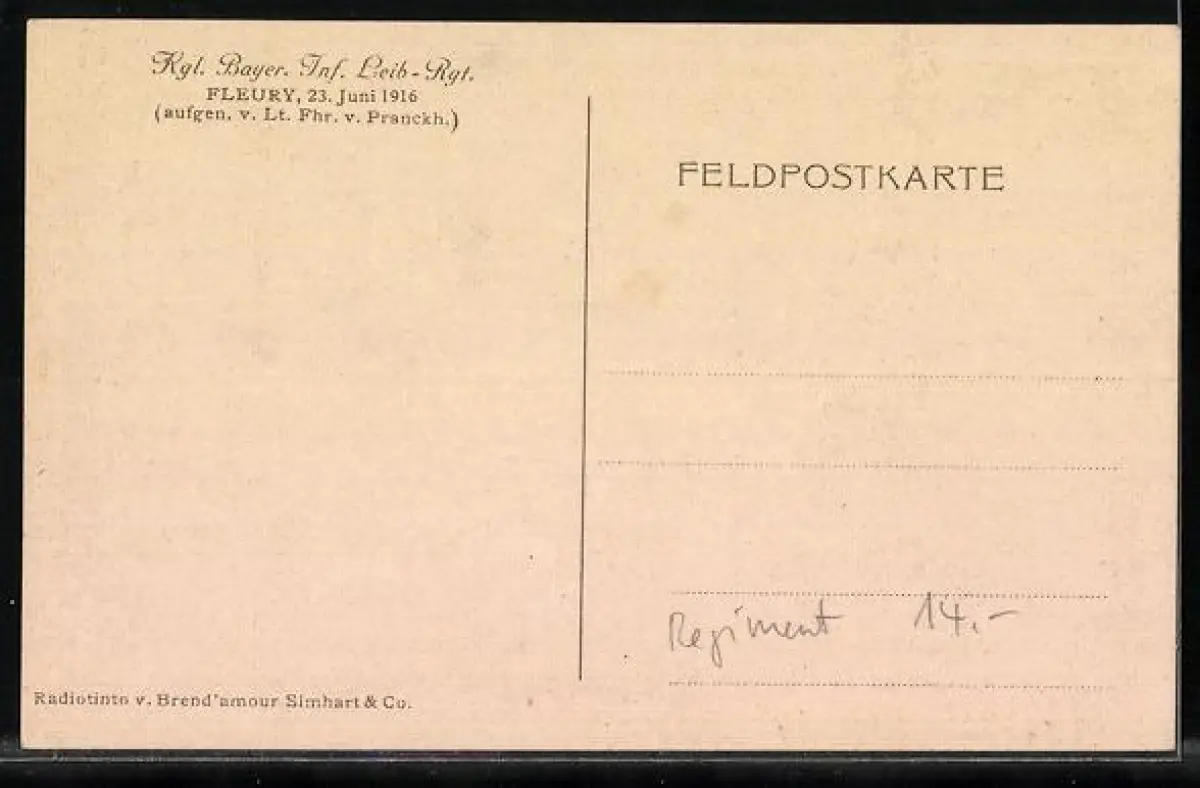 Kgl. Bayer. Inf. Leib-Rgt.
FLEURY, 23. Juni 1916
(aufgen. v. Lt. Fhr. v. Pranckh.)
FELDPOSTKARTE
Regiment 14.-
Radiotinto v. Brend'amour Simhart & Co.